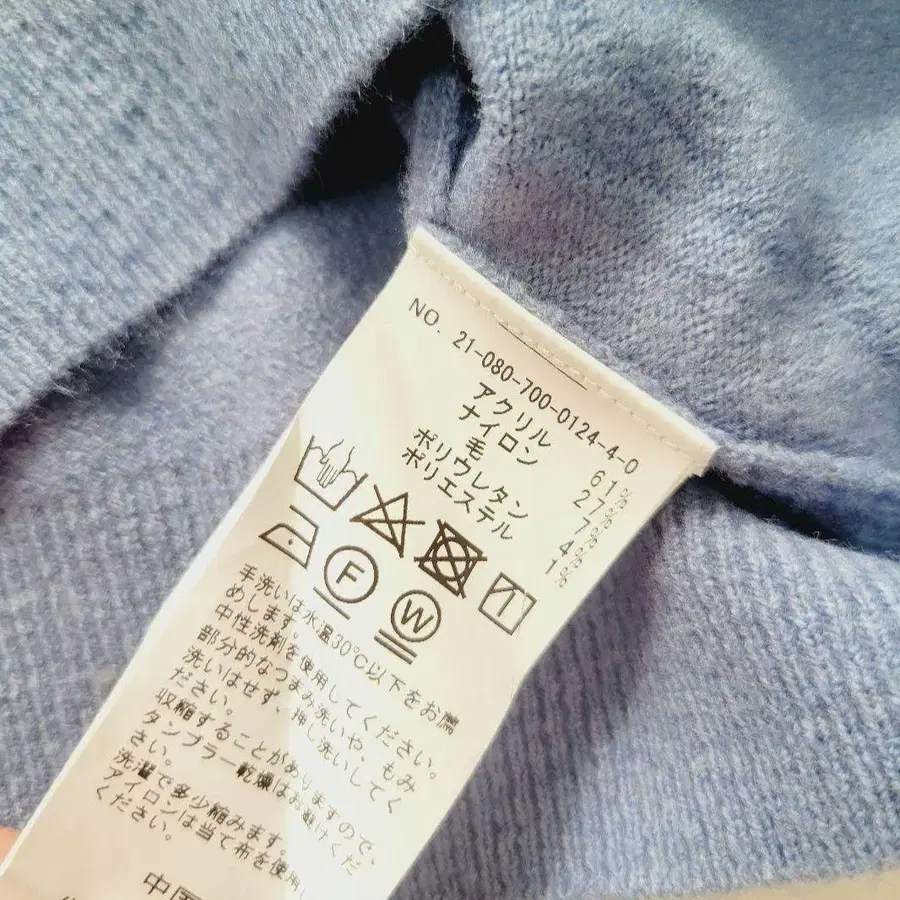 NO. 21-080-700-0124-4-0
アクリル 61%
ナイロン 27%
毛 7%
ポリウレタン 4%
ポリエステル 1%
F
W
手洗いは水温30℃以下をお薦
めします。
中性洗剤を使用してください。
部分的なつまみ洗いや、もみ
洗いはせず、押し洗いしてく
ださい。
収縮することがありますので、
タンブラー乾燥はお避けくだ
さい。
洗濯で多少縮みます。
アイロンは当て布を使用
ください。
中国